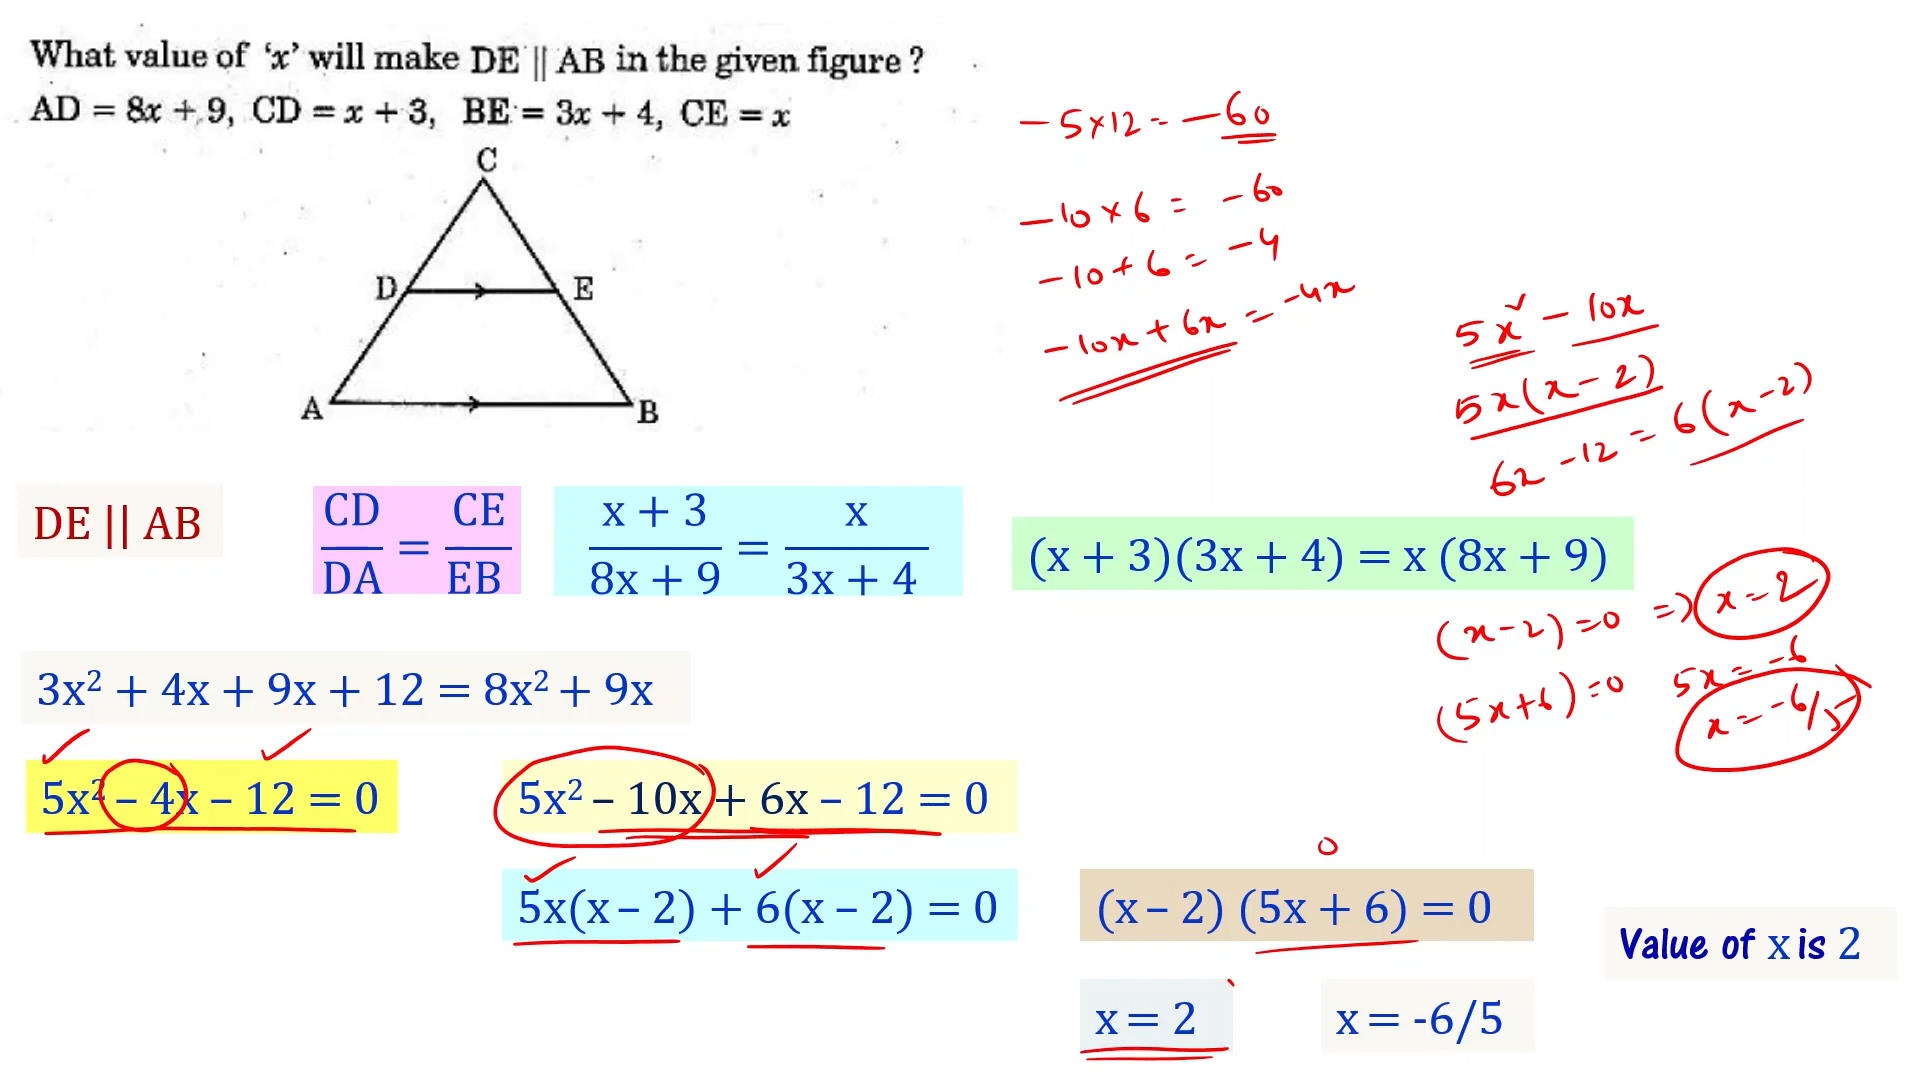 What value of 'x' will make DE || AB in the given figure ?
AD = 8x + 9, CD = x + 3, BE = 3x + 4, CE = x
C
D E
A B
– 5×12 = – 60
– 10 × 6 = – 60
– 10 + 6 = – 4
– 10x + 6x = – 4x
5x² – 10x
5x(x – 2)
6x – 12 = 6(x – 2)
DE || AB
CD/DA = CE/EB
x + 3/8x + 9 = x/3x + 4
(x + 3)(3x + 4) = x (8x + 9)
(x – 2) = 0 ⇒ x = 2
(5x + 6) = 0 5x = – 6
x = – 6/5
3x² + 4x + 9x + 12 = 8x² + 9x
5x² – 4x – 12 = 0
5x² – 10x + 6x – 12 = 0
0
5x(x – 2) + 6(x – 2) = 0
(x – 2) (5x + 6) = 0
x = 2
x = -6/5
Value of x is 2